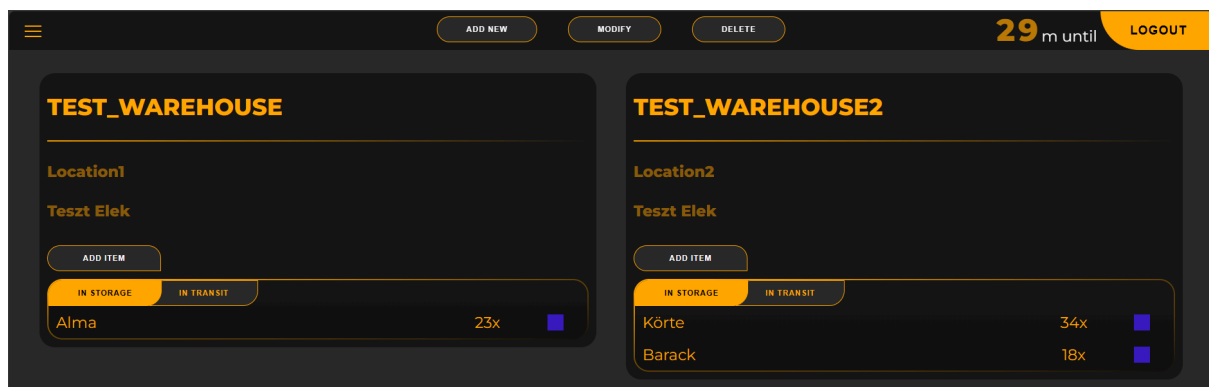 ADD NEW MODIFY DELETE 29 m until LOGOUT
TEST_WAREHOUSE
Location1
Teszt Elek
ADD ITEM
IN STORAGE IN TRANSIT
Alma 23x
TEST_WAREHOUSE2
Location2
Teszt Elek
ADD ITEM
IN STORAGE IN TRANSIT
Körte 34x
Barack 18x